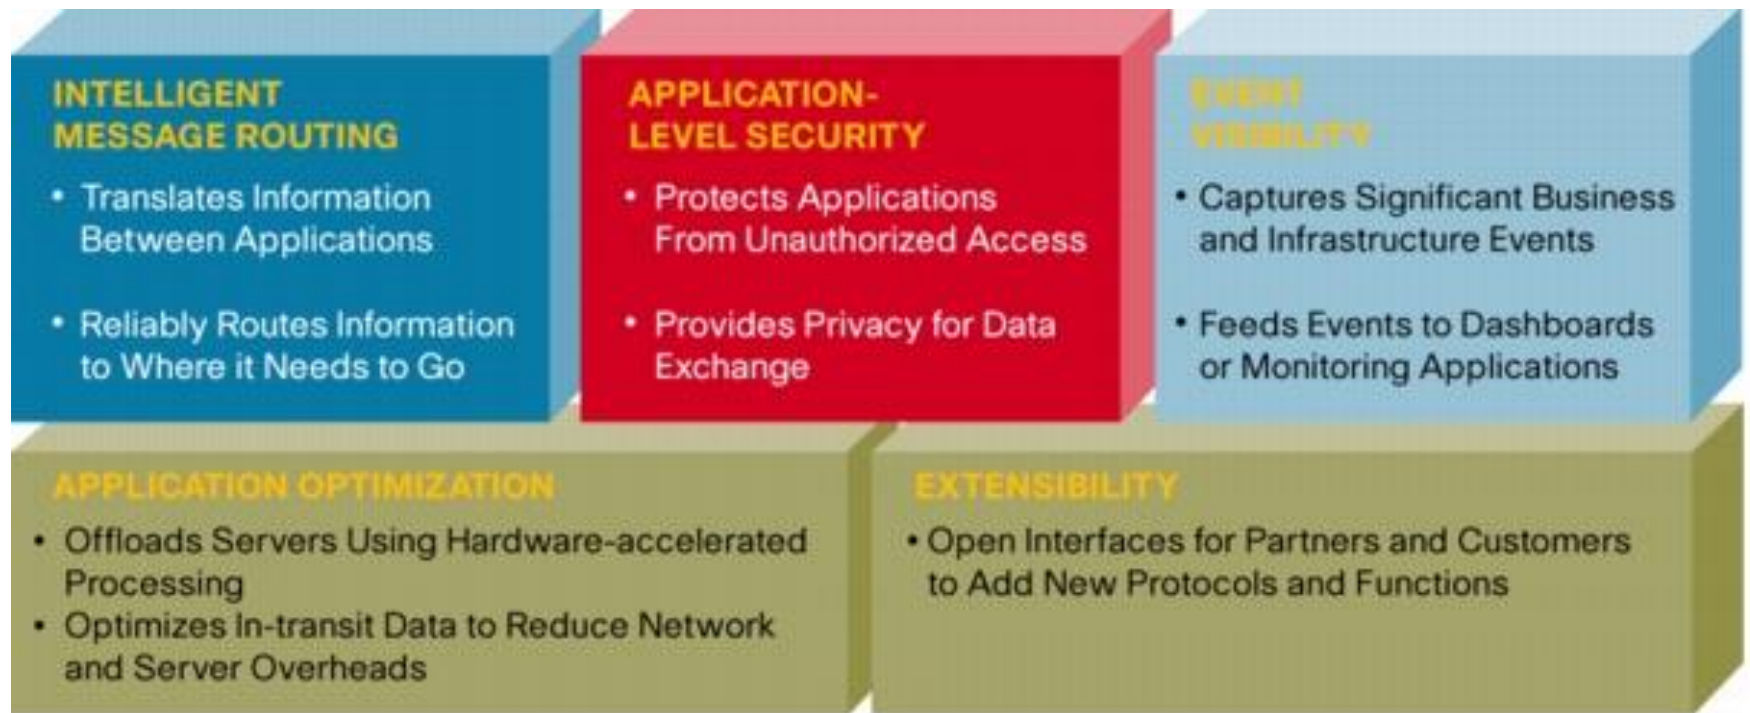 INTELLIGENT
MESSAGE ROUTING
• Translates Information
Between Applications
• Reliably Routes Information
to Where it Needs to Go
APPLICATION-
LEVEL SECURITY
• Protects Applications
From Unauthorized Access
• Provides Privacy for Data
Exchange
EVENT
VISIBILITY
• Captures Significant Business
and Infrastructure Events
• Feeds Events to Dashboards
or Monitoring Applications
APPLICATION OPTIMIZATION
• Offloads Servers Using Hardware-accelerated
Processing
• Optimizes In-transit Data to Reduce Network
and Server Overheads
EXTENSIBILITY
• Open Interfaces for Partners and Customers
to Add New Protocols and Functions